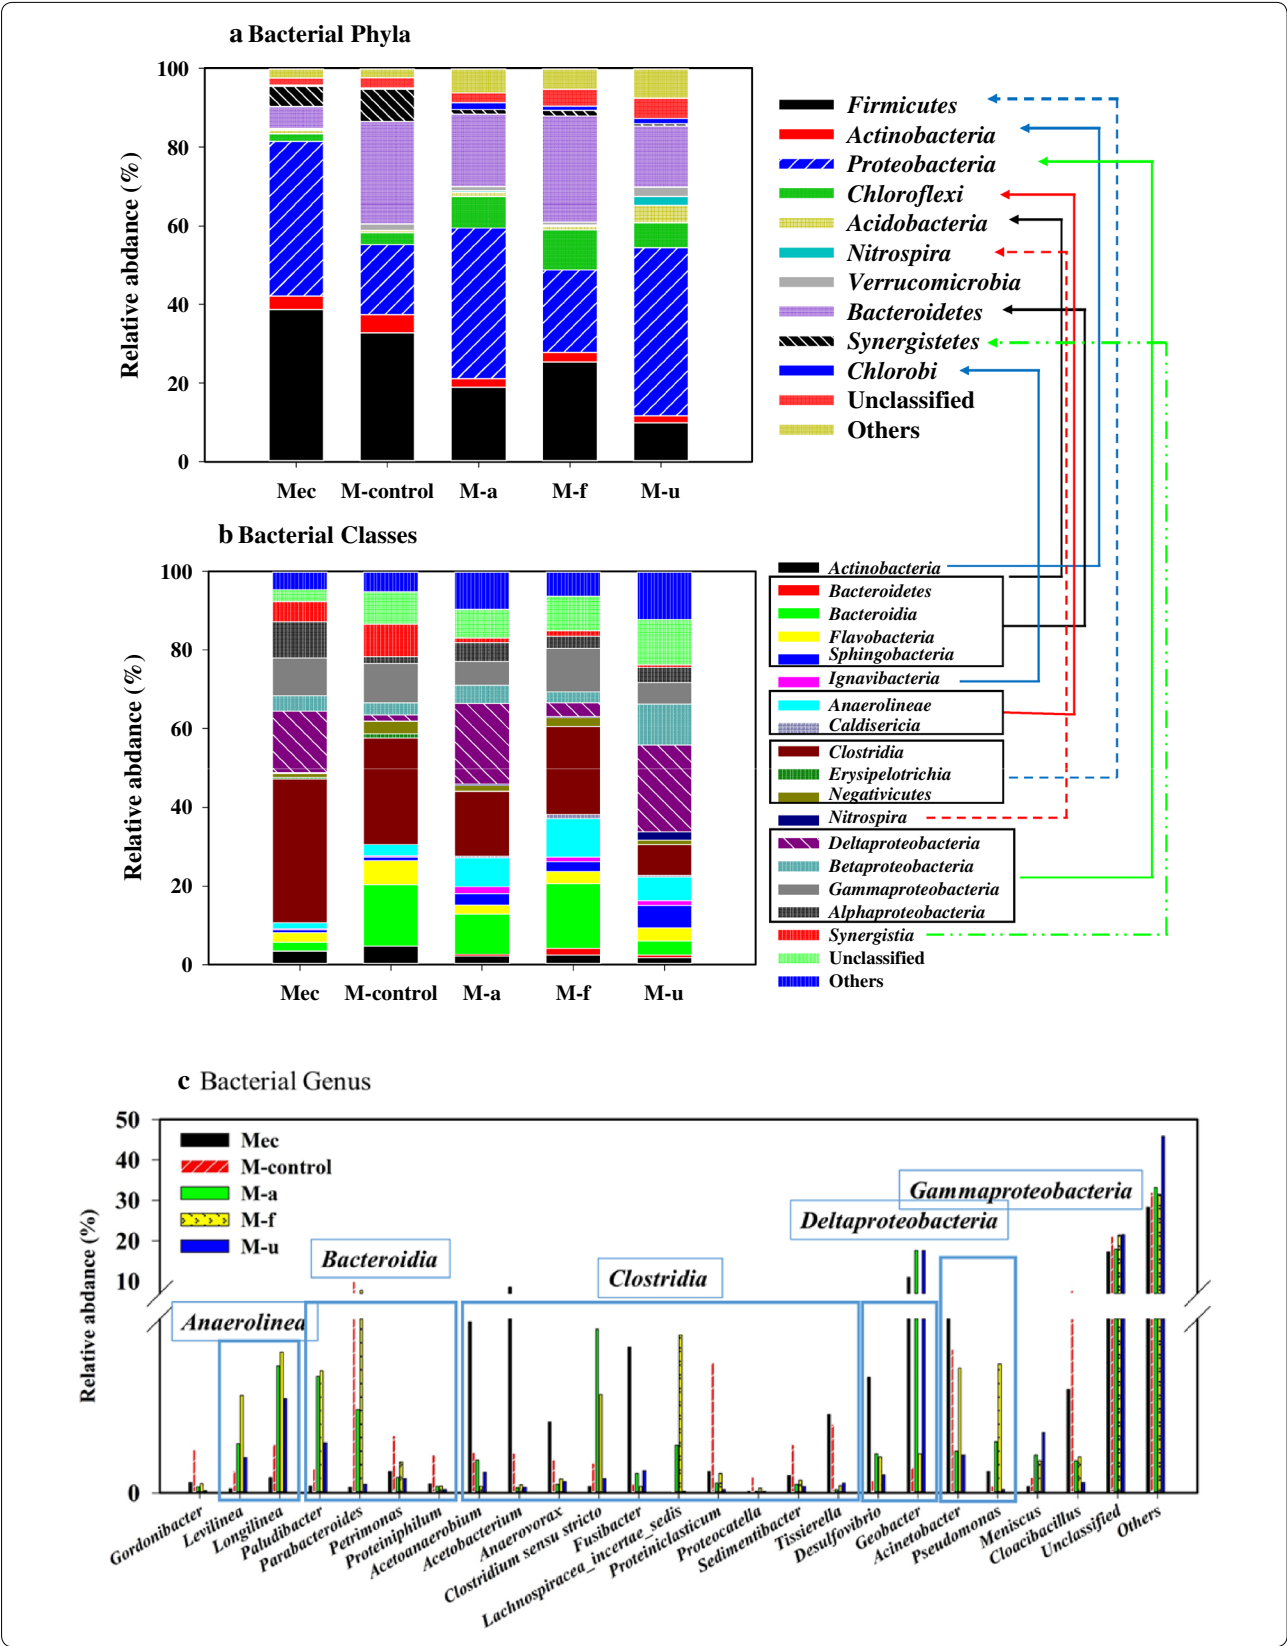 a Bacterial Phyla
Relative abdance (%)
100
80
60
40
20
0
Mec
M-control
M-a
M-f
M-u
Firmicutes
Actinobacteria
Proteobacteria
Chloroflexi
Acidobacteria
Nitrospira
Verrucomicrobia
Bacteroidetes
Synergistetes
Chlorobi
Unclassified
Others
b Bacterial Classes
Relative abdance (%)
100
80
60
40
20
0
Mec
M-control
M-a
M-f
M-u
Actinobacteria
Bacteroidetes
Bacteroidia
Flavobacteria
Sphingobacteria
Ignavibacteria
Anaerolineae
Caldisericia
Clostridia
Erysipelotrichia
Negativicutes
Nitrospira
Deltaproteobacteria
Betaproteobacteria
Gammaproteobacteria
Alphaproteobacteria
Synergistia
Unclassified
Others
c Bacterial Genus
Relative abdance (%)
50
40
30
20
10
0
Mec
M-control
M-a
M-f
M-u
Anaerolinea
Bacteroidia
Clostridia
Deltaproteobacteria
Gammaproteobacteria
Gordonibacter
Levilinea
Longilinea
Paludibacter
Parabacteroides
Petrimonas
Proteiniphilum
Acetoanaerobium
Acetobacterium
Anaerovorax
Clostridium sensu stricto
Fusibacter
Lachnospiracea_incertae_sedis
Proteiniclasticum
Proteocatella
Sedimentibacter
Tissierella
Desulfovibrio
Geobacter
Acinetobacter
Pseudomonas
Meniscus
Cloacibacillus
Unclassified
Others